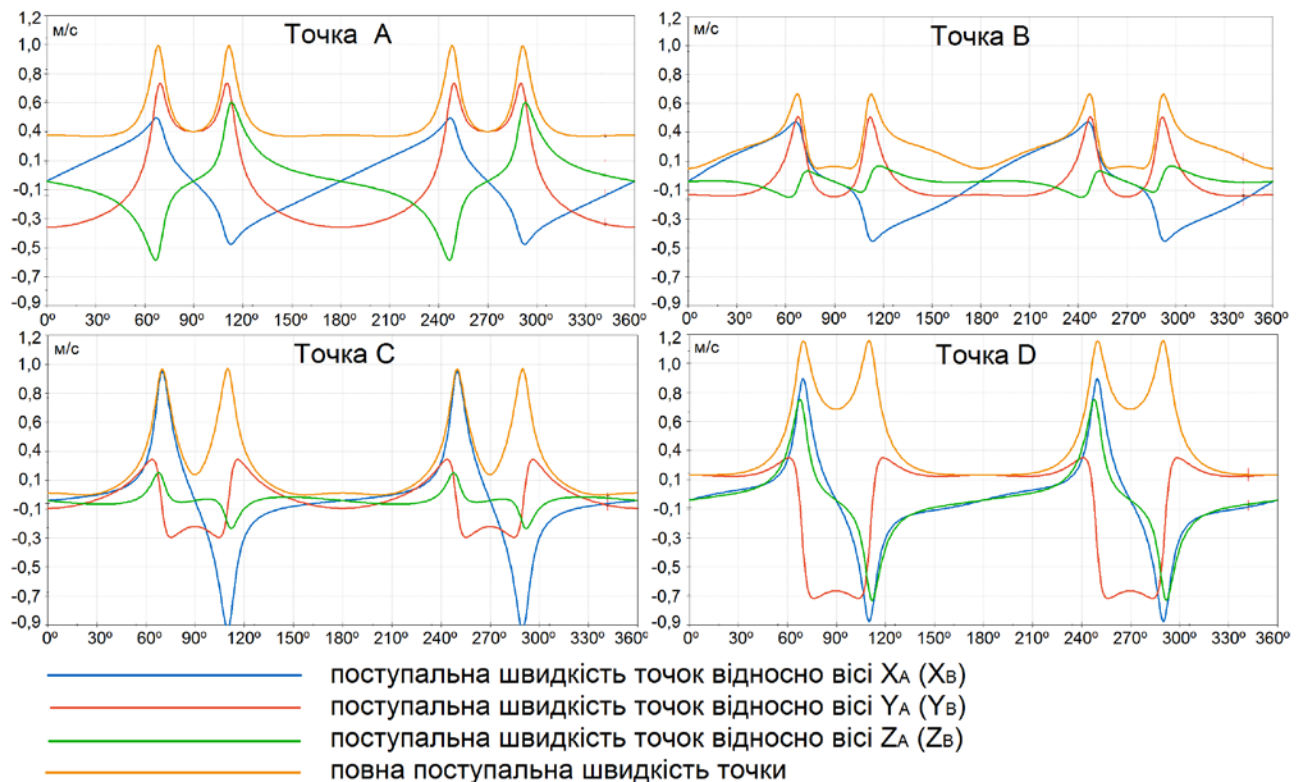 1,2
м/с
Точка А
1,0
0,8
0,6
0,4
0,1
-0,1
-0,3
-0,5
-0,7
-0,9
0º 30º 60º 90º 120º 150º 180º 210º 240º 270º 300º 330º 360º
1,2
м/с
Точка В
1,0
0,8
0,6
0,4
0,1
-0,1
-0,3
-0,5
-0,7
-0,9
0º 30º 60º 90º 120º 150º 180º 210º 240º 270º 300º 330º 360º
1,2
м/с
Точка С
1,0
0,8
0,6
0,4
0,1
-0,1
-0,3
-0,5
-0,7
-0,9
0º 30º 60º 90º 120º 150º 180º 210º 240º 270º 300º 330º 360º
1,2
м/с
Точка D
1,0
0,8
0,6
0,4
0,1
-0,1
-0,3
-0,5
-0,7
-0,9
0º 30º 60º 90º 120º 150º 180º 210º 240º 270º 300º 330º 360º
поступальна швидкість точок відносно вісі XA (XB)
поступальна швидкість точок відносно вісі YA (YB)
поступальна швидкість точок відносно вісі ZA (ZB)
повна поступальна швидкість точки